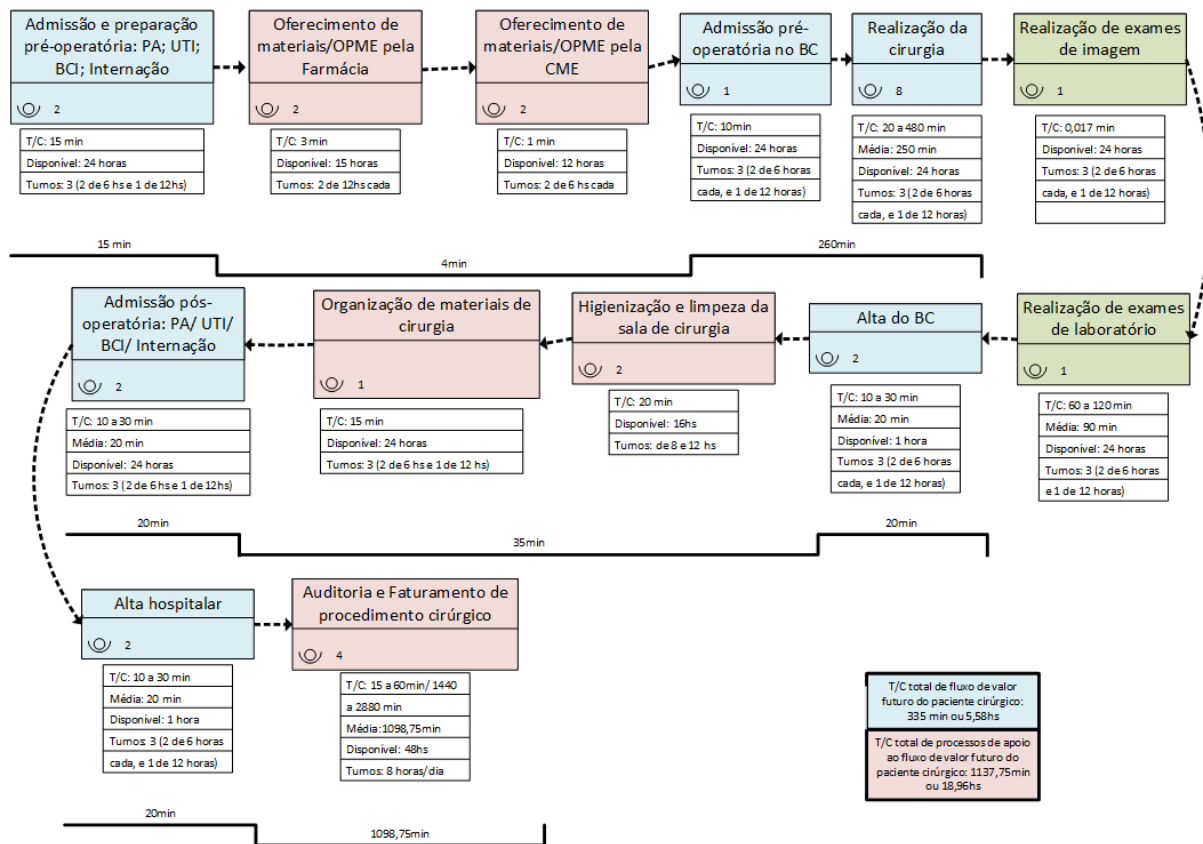 Admissão e preparação
pré-operatória: PA; UTI;
BCI; Internação
2
T/C: 15 min
Disponível: 24 horas
Turnos: 3 (2 de 6 hs e 1 de 12hs)
Oferecimento de
materiais/OPME pela
Farmácia
2
T/C: 3 min
Disponível: 15 horas
Turnos: 2 de 12hs cada
Oferecimento de
materiais/OPME pela
CME
2
T/C: 1 min
Disponível: 12 horas
Turnos: 2 de 6 hs cada
Admissão pré-
operatória no BC
1
T/C: 10min
Disponível: 24 horas
Turnos: 3 (2 de 6 horas
cada, e 1 de 12 horas)
Realização da
cirurgia
8
T/C: 20 a 480 min
Média: 250 min
Disponível: 24 horas
Turnos: 3 (2 de 6 horas
cada, e 1 de 12 horas)
Realização de exames
de imagem
1
T/C: 0,017 min
Disponível: 24 horas
Turnos: 3 (2 de 6 horas
cada, e 1 de 12 horas)
15 min
4min
260min
Admissão pós-
operatória: PA/ UTI/
BCI/ Internação
2
T/C: 10 a 30 min
Média: 20 min
Disponível: 24 horas
Turnos: 3 (2 de 6 hs e 1 de 12hs)
Organização de materiais de
cirurgia
1
T/C: 15 min
Disponível: 24 horas
Turnos: 3 (2 de 6 hs e 1 de 12 hs)
Higienização e limpeza da
sala de cirurgia
2
T/C: 20 min
Disponível: 16hs
Turnos: de 8 e 12 hs
Alta do BC
2
T/C: 10 a 30 min
Média: 20 min
Disponível: 1 hora
Turnos: 3 (2 de 6 horas
cada, e 1 de 12 horas)
Realização de exames
de laboratório
1
T/C: 60 a 120 min
Média: 90 min
Disponível: 24 horas
Turnos: 3 (2 de 6 horas
e 1 de 12 horas)
20min
35min
20min
Alta hospitalar
2
T/C: 10 a 30 min
Média: 20 min
Disponível: 1 hora
Turnos: 3 (2 de 6 horas
cada, e 1 de 12 horas)
Auditoria e Faturamento de
procedimento cirúrgico
4
T/C: 15 a 60min/ 1440
a 2880 min
Média:1098,75min
Disponível: 48hs
Turnos: 8 horas/dia
T/C total de fluxo de valor
futuro do paciente cirúrgico:
335 min ou 5,58hs
T/C total de processos de apoio
ao fluxo de valor futuro do
paciente cirúrgico: 1137,75min
ou 18,96hs
20min
1098,75min